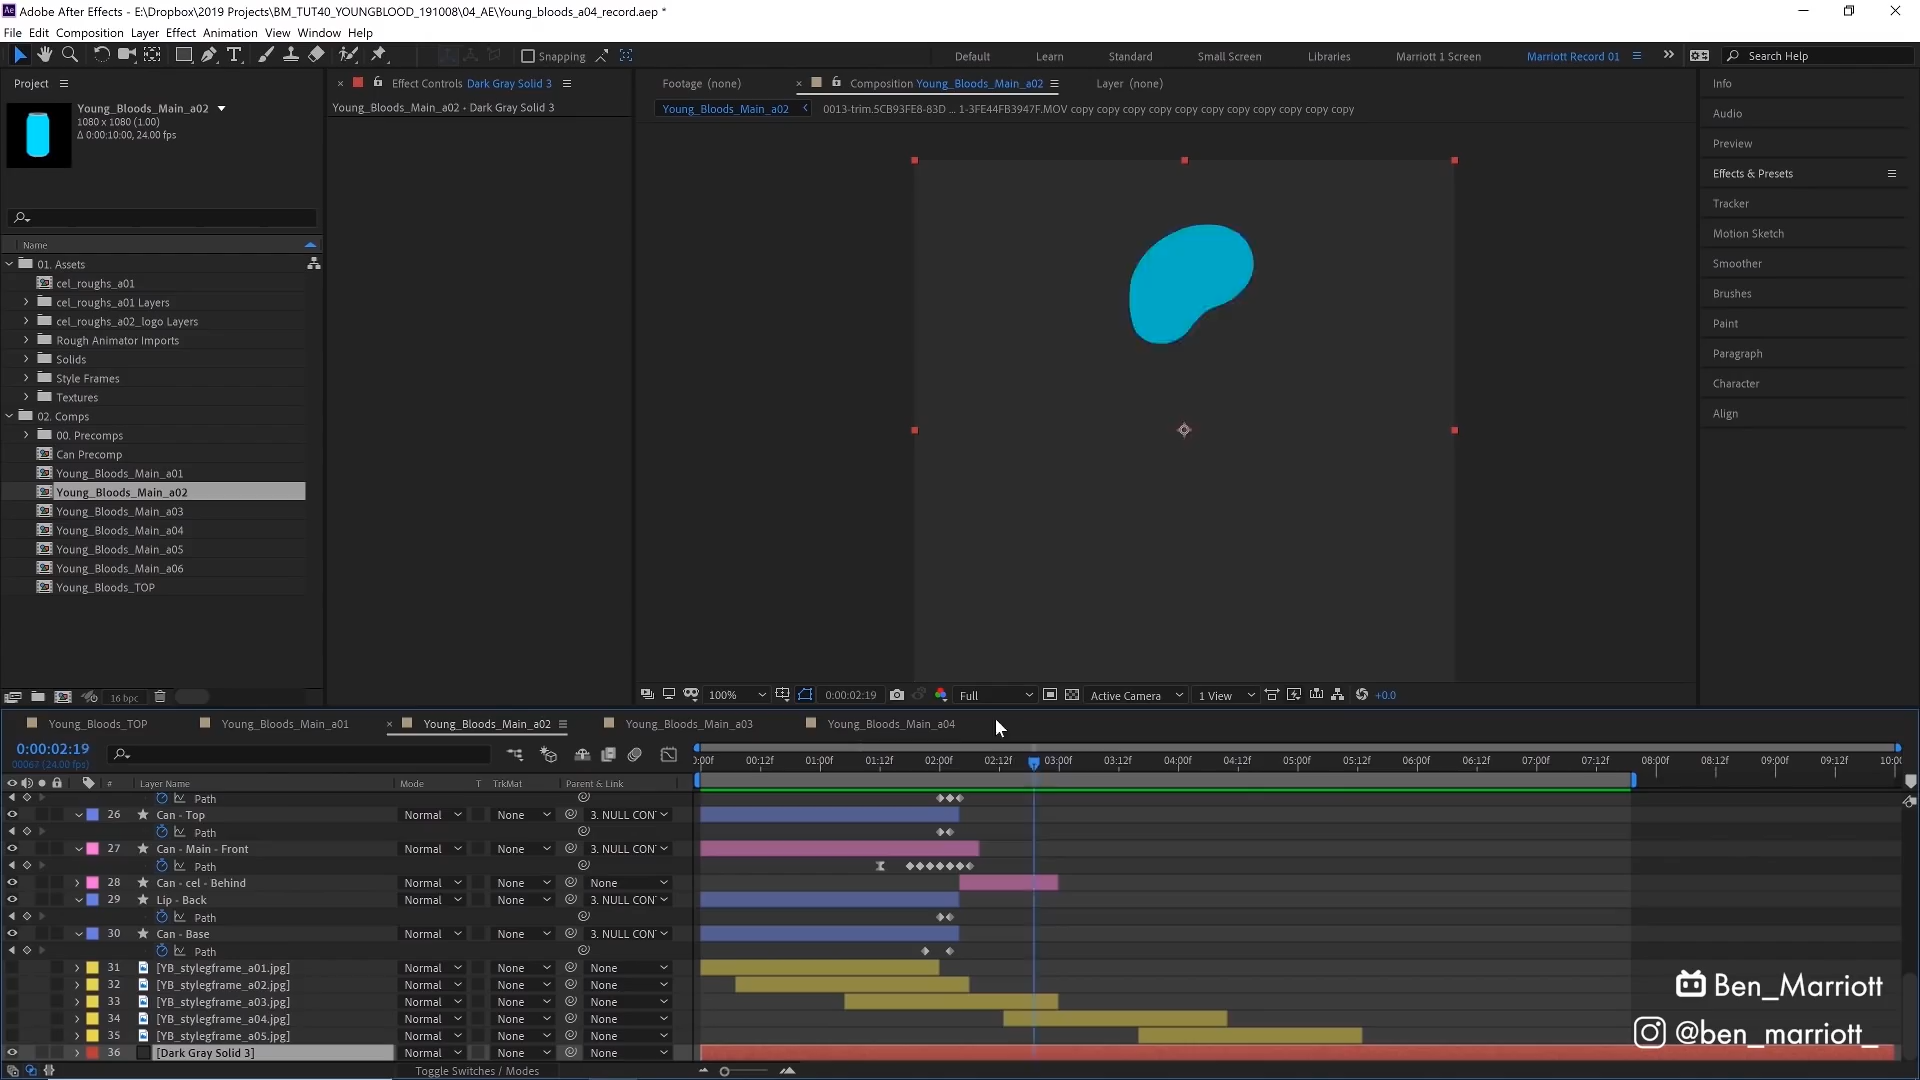 Adobe After Effects - E:\Dropbox\2019 Projects\BM_TUT40_YOUNGBLOOD_191008\04_AE\Young_bloods_a04_record.aep *
File Edit Composition Layer Effect Animation View Window Help
Snapping
Default Learn Standard Small Screen Libraries Marriott 1 Screen Marriott Record 01 Search Help
Project
Effect Controls Dark Gray Solid 3
Footage (none) Composition Young_Bloods_Main_a02 Layer (none)
Young_Bloods_Main_a02
1080 x 1080 (1.00)
Δ 0:00:10:00, 24.00 fps
Young_Bloods_Main_a02 • Dark Gray Solid 3
Young_Bloods_Main_a02 0013-trim.5CB93FE8-83D ... 1-3FE44FB3947F.MOV copy copy copy copy copy copy copy copy copy copy copy
Name
01. Assets
cel_roughs_a01
cel_roughs_a01 Layers
cel_roughs_a02_logo Layers
Rough Animator Imports
Solids
Style Frames
Textures
02. Comps
00. Precomps
Can Precomp
Young_Bloods_Main_a01
Young_Bloods_Main_a02
Young_Bloods_Main_a03
Young_Bloods_Main_a04
Young_Bloods_Main_a05
Young_Bloods_Main_a06
Young_Bloods_TOP
16 bpc
Info
Audio
Preview
Effects & Presets
Tracker
Motion Sketch
Smoother
Brushes
Paint
Paragraph
Character
Align
100% 0:00:02:19 Full Active Camera 1 View +0.0
Young_Bloods_TOP Young_Bloods_Main_a01 Young_Bloods_Main_a02 Young_Bloods_Main_a03 Young_Bloods_Main_a04
0:00:02:19
00067 (24.00 fps)
):00f 00:12f 01:00f 01:12f 02:00f 02:12f 03:00f 03:12f 04:00f 04:12f 05:00f 05:12f 06:00f 06:12f 07:00f 07:12f 08:00f 08:12f 09:00f 09:12f 10:00
# Layer Name Mode T TrkMat Parent & Link
Path
26 Can - Top Normal None 3. NULL CON
Path
27 Can - Main - Front Normal None 3. NULL CON
Path
28 Can - cel - Behind Normal None None
29 Lip - Back Normal None 3. NULL CON
Path
30 Can - Base Normal None 3. NULL CON
Path
31 [YB_stylegframe_a01.jpg] Normal None None
32 [YB_stylegframe_a02.jpg] Normal None None
33 [YB_stylegframe_a03.jpg] Normal None None
34 [YB_stylegframe_a04.jpg] Normal None None
35 [YB_stylegframe_a05.jpg] Normal None None
36 [Dark Gray Solid 3] Normal None None
Toggle Switches / Modes
Ben_Marriott
@ben_marriott_